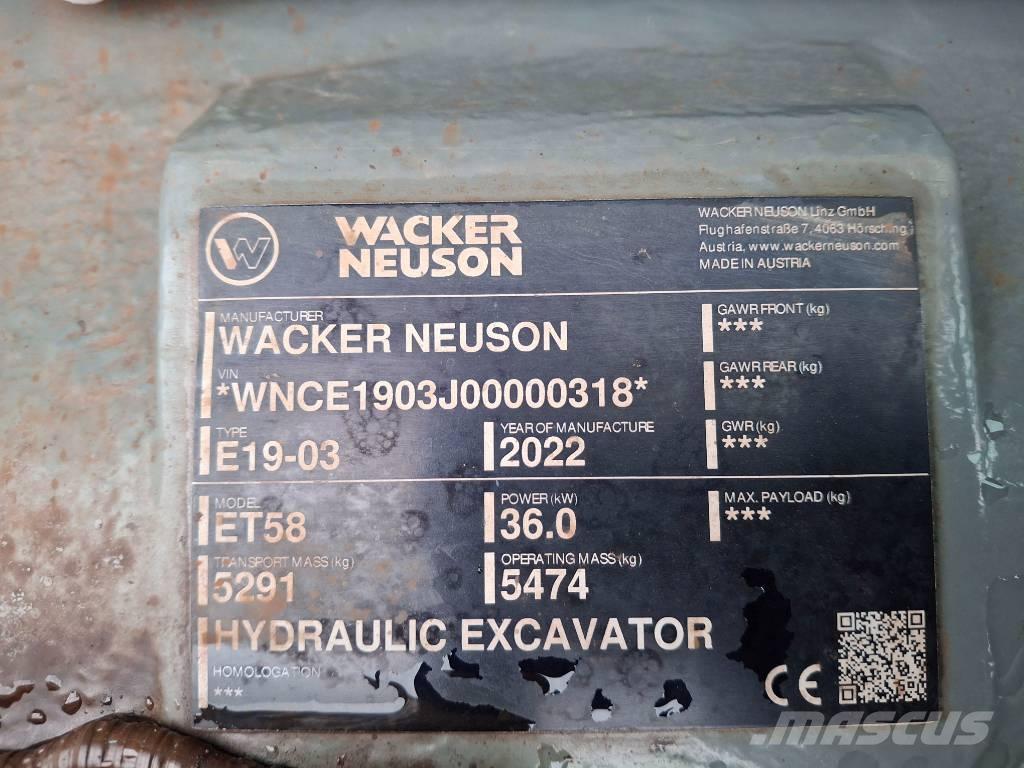 W
WACKER
NEUSON
WACKER NEUSON Linz GmbH
Flughafenstraße 7, 4063 Hörsching
Austria, www.wackerneuson.com
MADE IN AUSTRIA
MANUFACTURER
WACKER NEUSON
VIN
*WNCE1903J00000318*
TYPE
E19-03
YEAR OF MANUFACTURE
2022
GAWR FRONT (kg)
***
GAWR REAR (kg)
***
GWR (kg)
***
MODEL
ET58
POWER (kW)
36.0
MAX. PAYLOAD (kg)
***
TRANSPORT MASS (kg)
5291
OPERATING MASS (kg)
5474
HYDRAULIC EXCAVATOR
HOMOLOGATION
***
CE
MASCUS